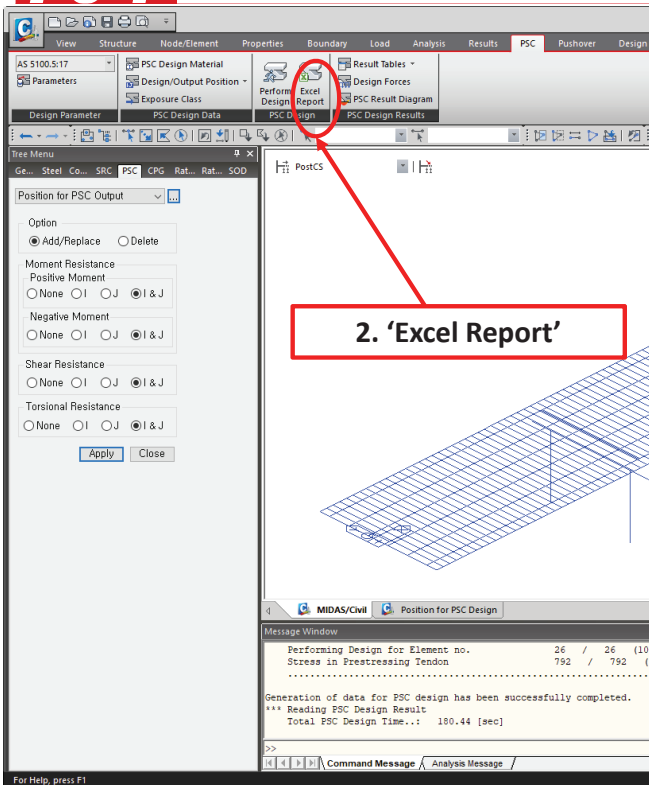 View Structure Node/Element Properties Boundary Load Analysis Results PSC Pushover Design
AS 5100.5:17
Parameters
Design Parameter
PSC Design Material
Design/Output Position
Exposure Class
PSC Design Data
Perform Design
Excel Report
PSC Design
Result Tables
Design Forces
PSC Result Diagram
PSC Design Results
Tree Menu
Ge... Steel Co... SRC PSC CPG Rat... Rat... SOD
Position for PSC Output
...
Option
Add/Replace Delete
Moment Resistance
Positive Moment
None I J I & J
Negative Moment
None I J I & J
Shear Resistance
None I J I & J
Torsional Resistance
None I J I & J
Apply Close
PostCS
2. ‘Excel Report’
MIDAS/Civil Position for PSC Design
Message Window
Performing Design for Element no. 26 / 26 (10
Stress in Prestressing Tendon 792 / 792 (
Generation of data for PSC design has been successfully completed.
*** Reading PSC Design Result
Total PSC Design Time..: 180.44 [sec]
>>
Command Message Analysis Message
For Help, press F1